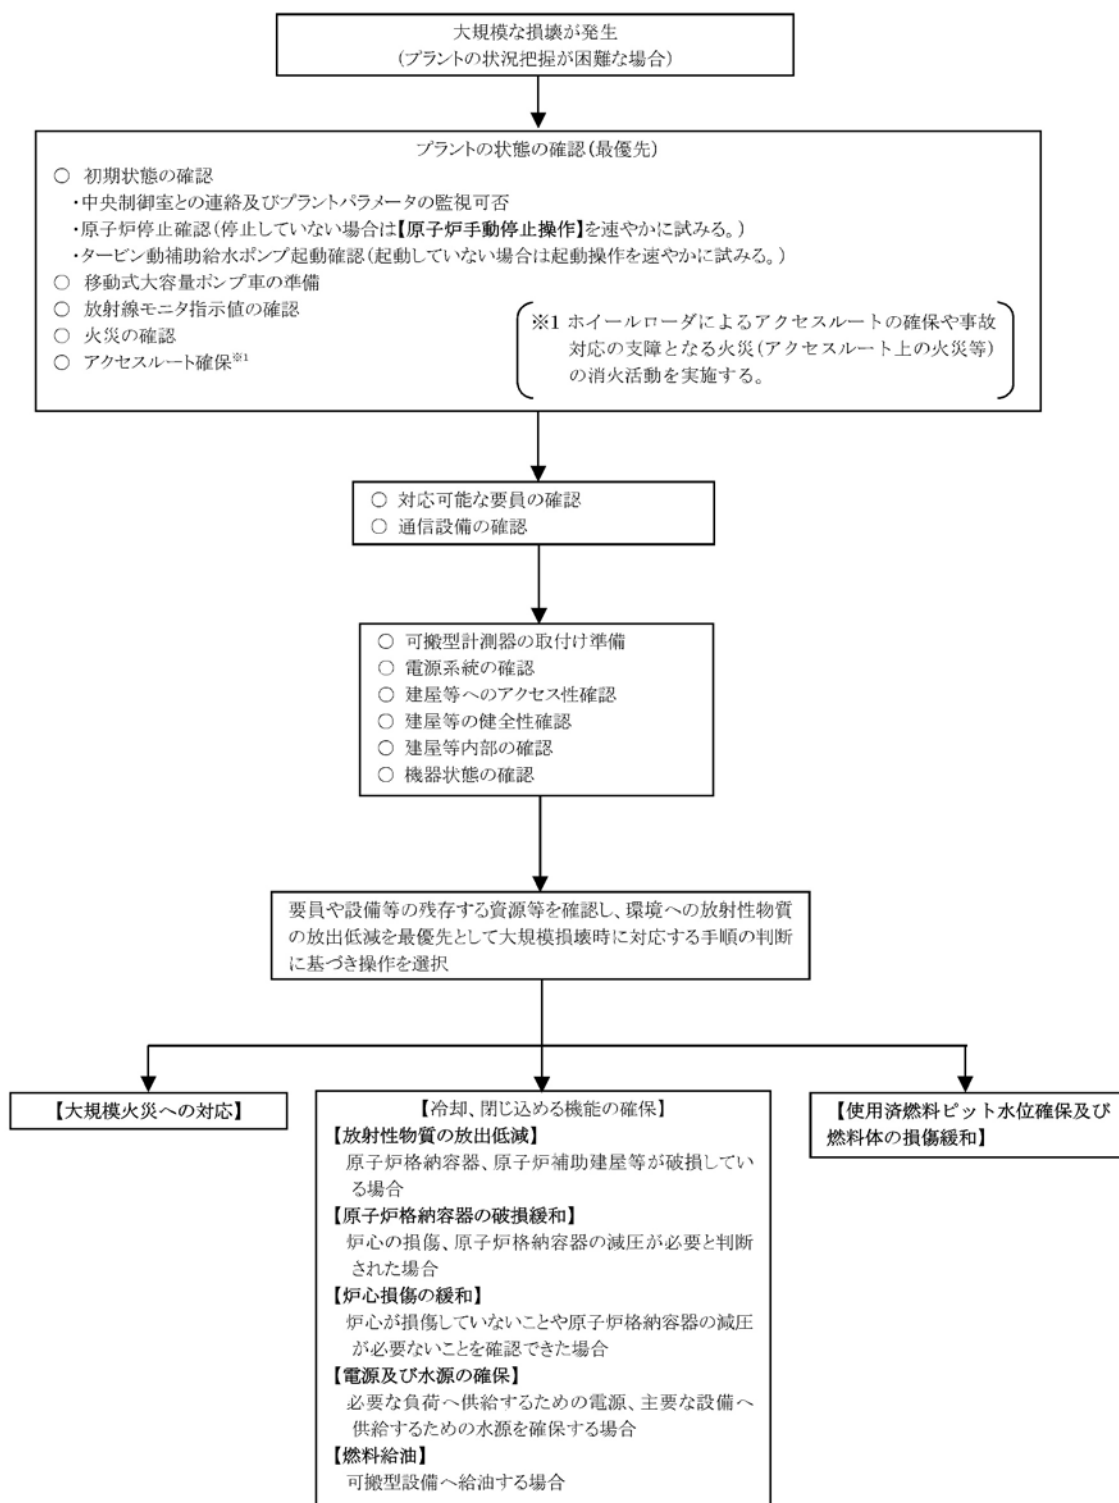 大規模な損壊が発生
(プラントの状況把握が困難な場合)
プラントの状態の確認(最優先)
○ 初期状態の確認
・中央制御室との連絡及びプラントパラメータの監視可否
・原子炉停止確認(停止していない場合は【原子炉手動停止操作】を速やかに試みる。)
・タービン動補助給水ポンプ起動確認(起動していない場合は起動操作を速やかに試みる。)
○ 移動式大容量ポンプ車の準備
○ 放射線モニタ指示値の確認
○ 火災の確認
○ アクセスルート確保※1
※1 ホイールローダによるアクセスルートの確保や事故
対応の支障となる火災(アクセスルート上の火災等)
の消火活動を実施する。
○ 対応可能な要員の確認
○ 通信設備の確認
○ 可搬型計測器の取付け準備
○ 電源系統の確認
○ 建屋等へのアクセス性確認
○ 建屋等の健全性確認
○ 建屋等内部の確認
○ 機器状態の確認
要員や設備等の残存する資源等を確認し、環境への放射性物質
の放出低減を最優先として大規模損壊時に対応する手順の判断
に基づき操作を選択
【大規模火災への対応】
【冷却、閉じ込める機能の確保】
【放射性物質の放出低減】
原子炉格納容器、原子炉補助建屋等が破損してい
る場合
【原子炉格納容器の破損緩和】
炉心の損傷、原子炉格納容器の減圧が必要と判断
された場合
【炉心損傷の緩和】
炉心が損傷していないことや原子炉格納容器の減圧
が必要ないことを確認できた場合
【電源及び水源の確保】
必要な負荷へ供給するための電源、主要な設備へ
供給するための水源を確保する場合
【燃料給油】
可搬型設備へ給油する場合
【使用済燃料ピット水位確保及び
燃料体の損傷緩和】